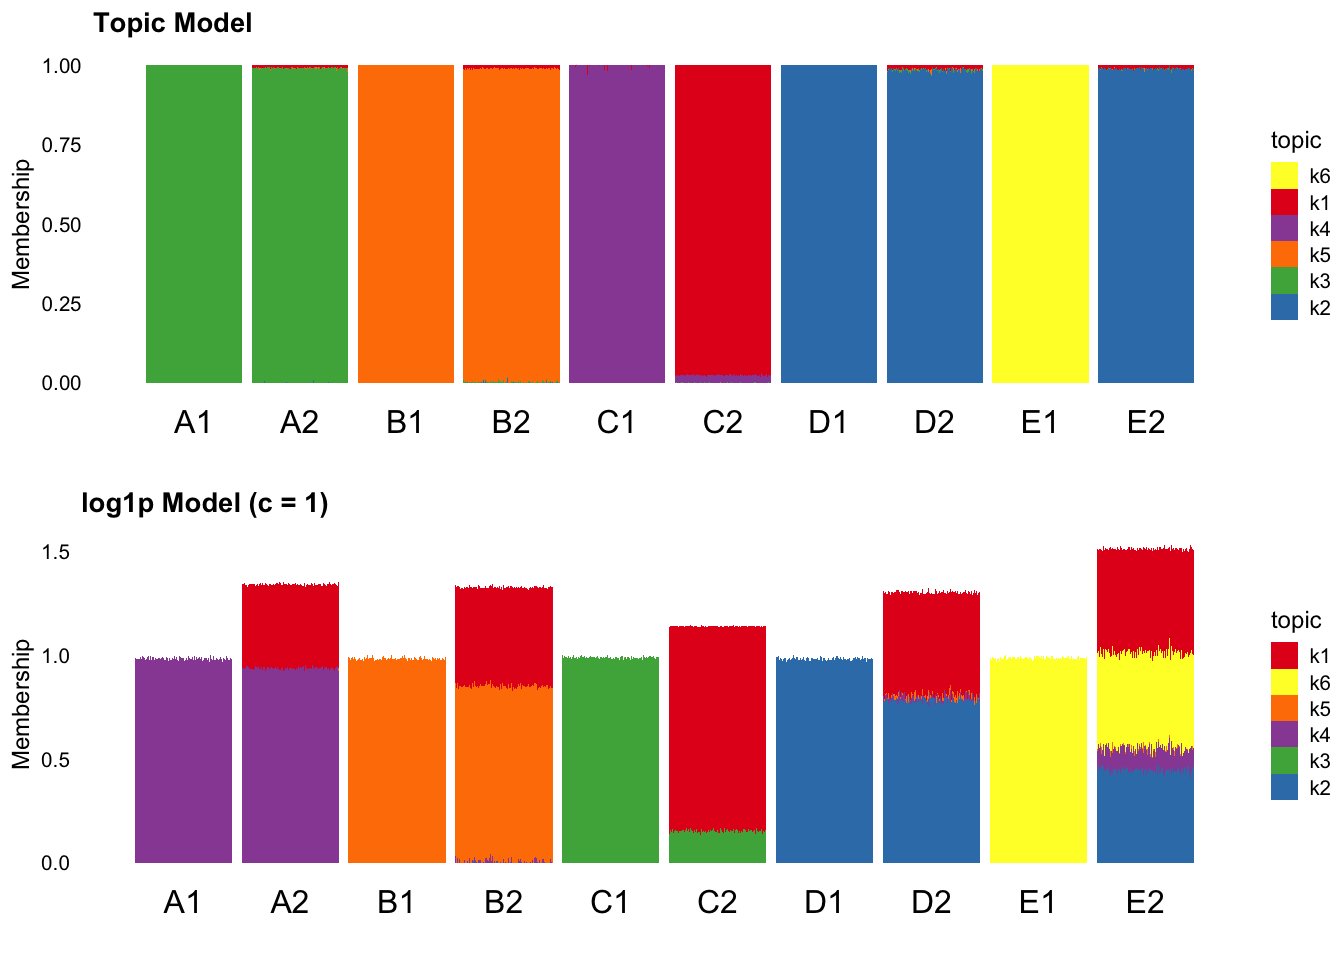 Topic Model
Membership
1.00
0.75
0.50
0.25
0.00
A1 A2 B1 B2 C1 C2 D1 D2 E1 E2
topic
k6
k1
k4
k5
k3
k2
log1p Model (c = 1)
Membership
1.5
1.0
0.5
0.0
A1 A2 B1 B2 C1 C2 D1 D2 E1 E2
topic
k1
k6
k5
k4
k3
k2